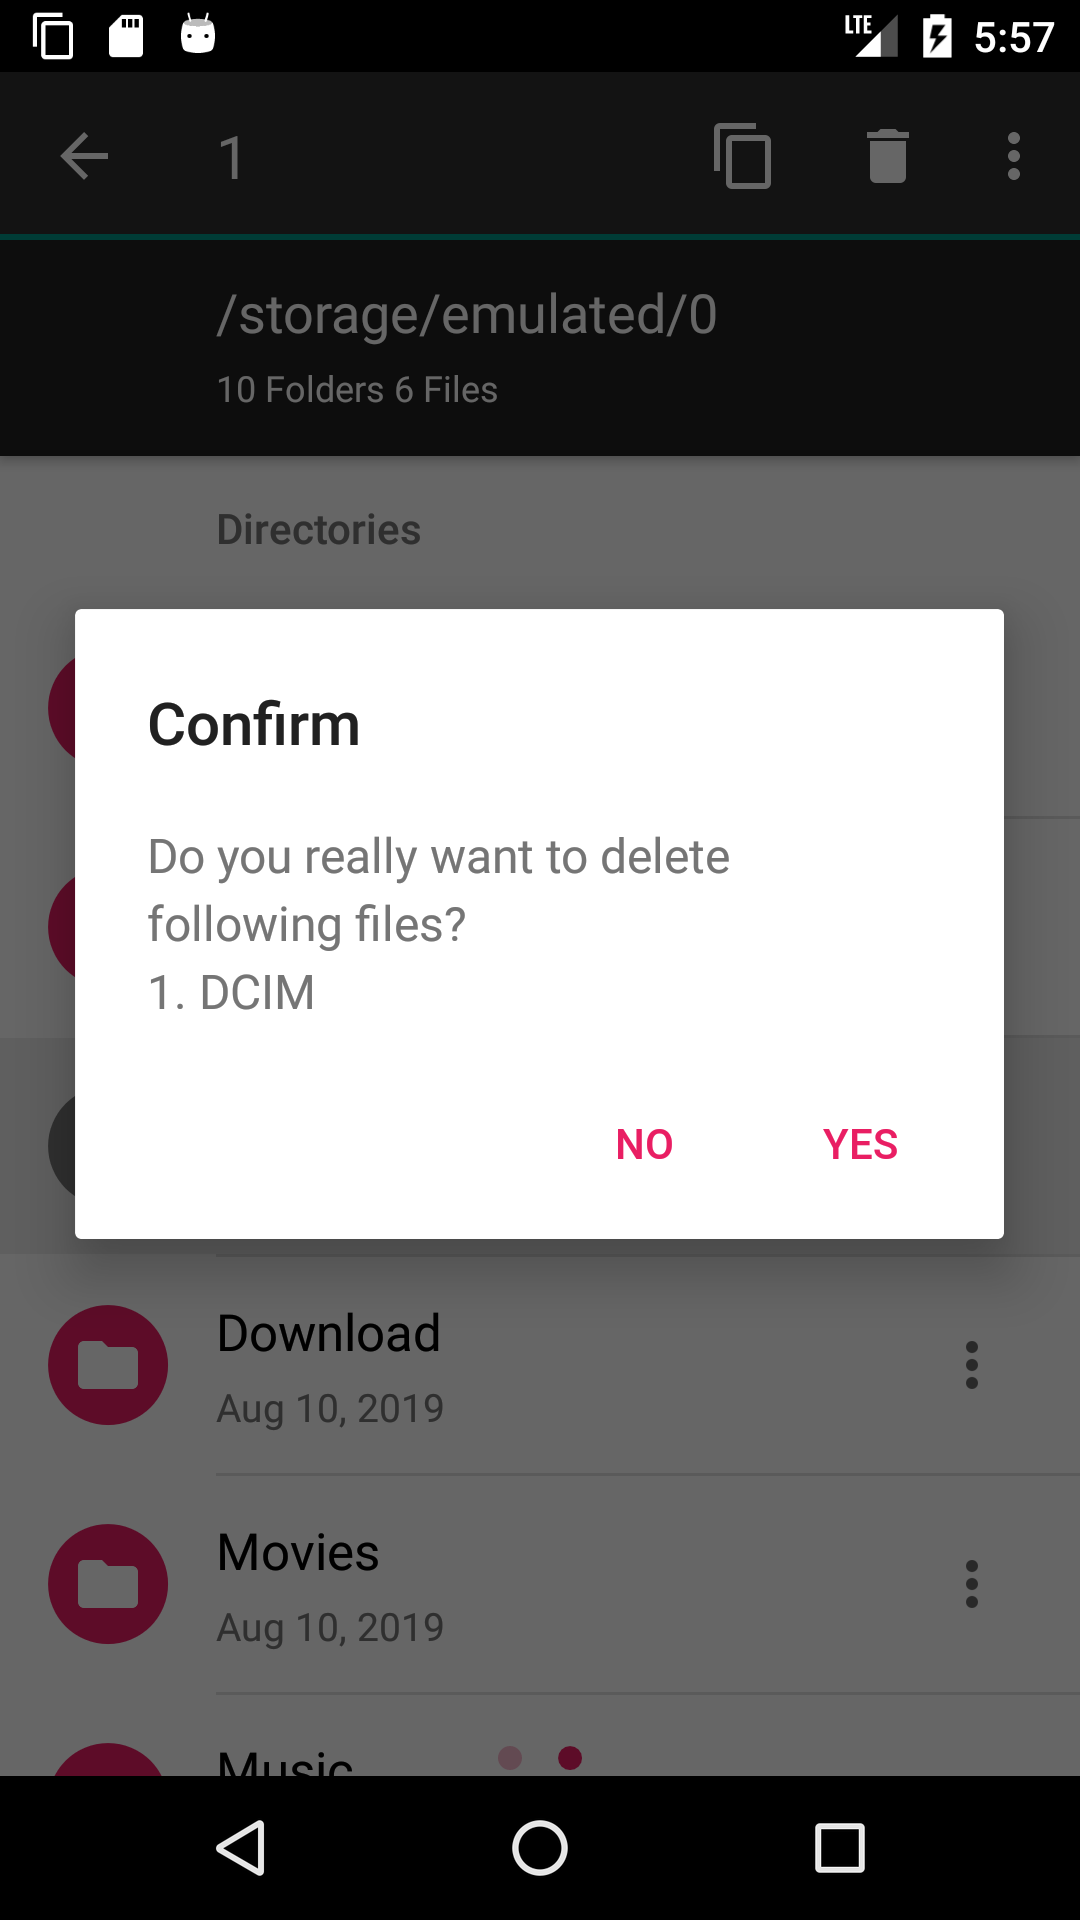 LTE 5:57
1
/storage/emulated/0
10 Folders 6 Files
Directories
Confirm
Do you really want to delete
following files?
1. DCIM
NO YES
Download
Aug 10, 2019
Movies
Aug 10, 2019
Music